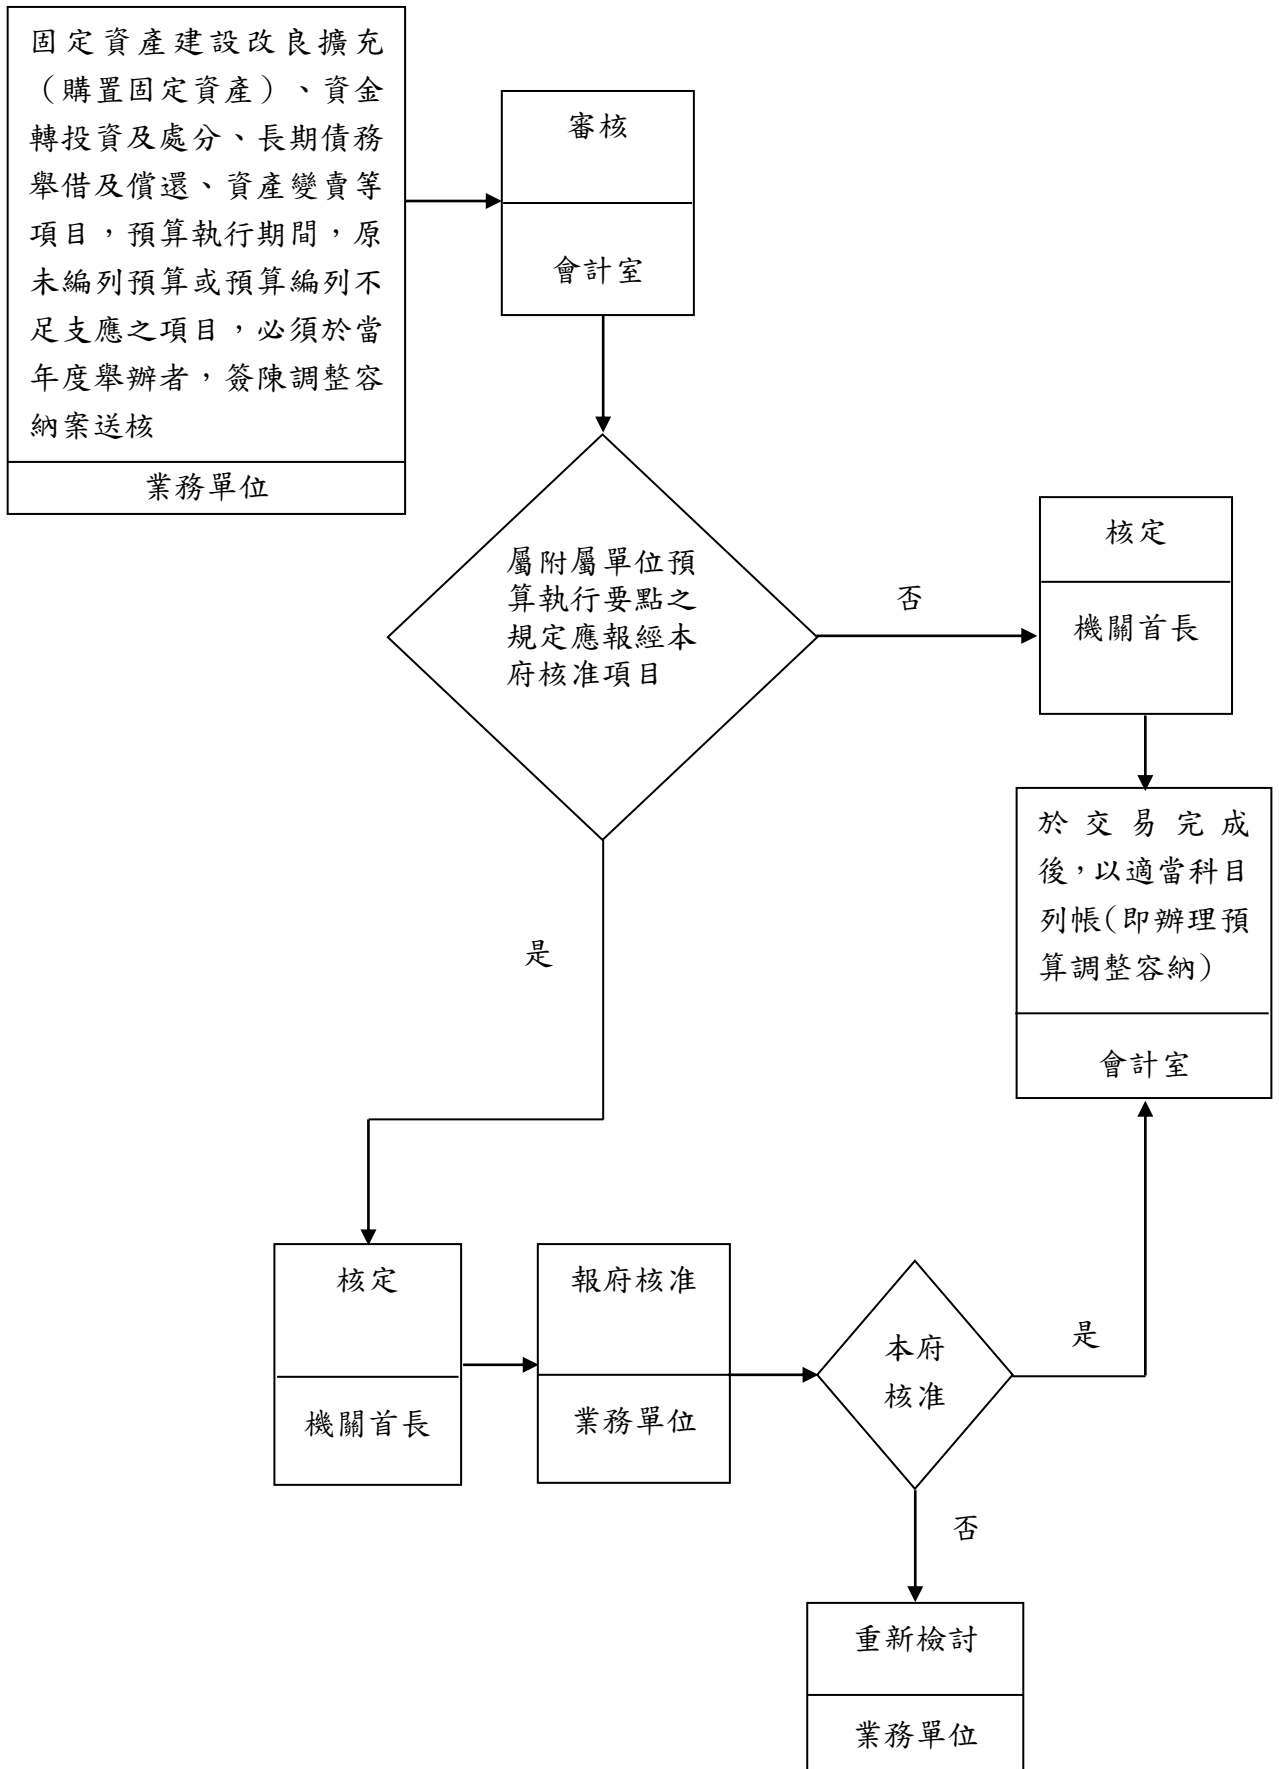 固定資產建設改良擴充
（購置固定資產）、資金
轉投資及處分、長期債務
舉借及償還、資產變賣等
項目，預算執行期間，原
未編列預算或預算編列不
足支應之項目，必須於當
年度舉辦者，簽陳調整容
納案送核
業務單位
審核
會計室
屬附屬單位預
算執行要點之
規定應報經本
府核准項目
否
核定
機關首長
於交易完成
後，以適當科目
列帳(即辦理預
算調整容納)
會計室
是
核定
機關首長
報府核准
業務單位
本府
核准
是
否
重新檢討
業務單位